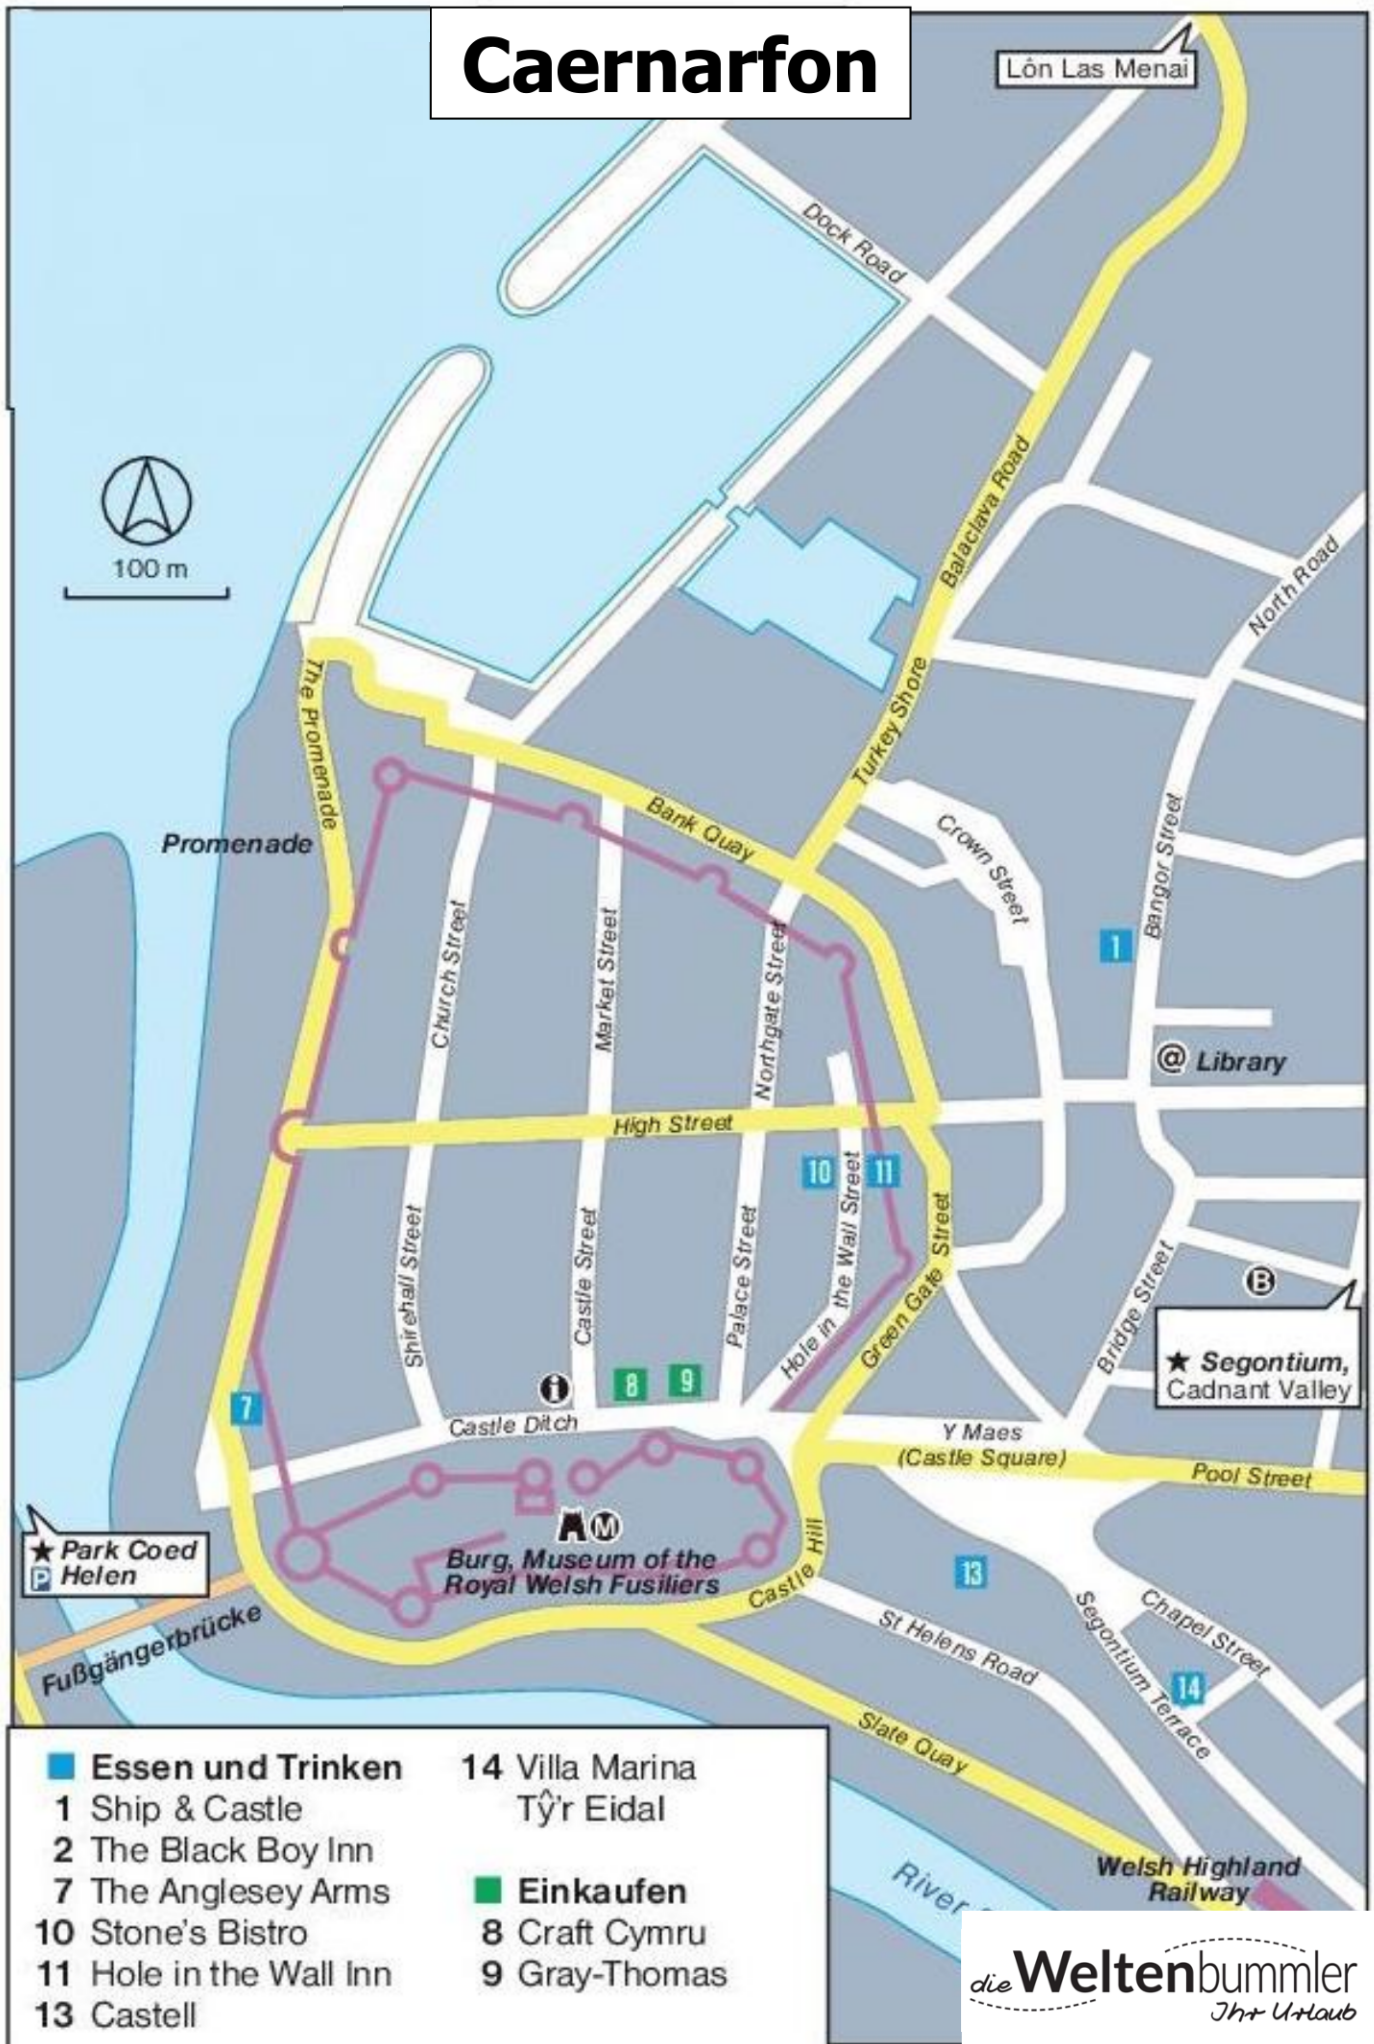 Caernarfon
Lôn Las Menai
Dock Road
100 m
Balaclava Road
North Road
The Promenade
Turkey Shore
Promenade
Bank Quay
Crown Street
Bangor Street
1
Church Street
Market Street
Northgate Street
@ Library
High Street
10
11
Shirehall Street
Castle Street
Palace Street
Hole in the Wall Street
Green Gate Street
Bridge Street
B
★ Segontium,
Cadnant Valley
i
8
9
7
Castle Ditch
Y Maes
(Castle Square)
Pool Street
M
Burg, Museum of the
Royal Welsh Fusiliers
★ Park Coed
P Helen
Castle Hill
13
Fußgängerbrücke
St Helens Road
Segontium Terrace
Chapel Street
14
Slate Quay
Welsh Highland
Railway
River
Essen und Trinken
1 Ship & Castle
2 The Black Boy Inn
7 The Anglesey Arms
10 Stone's Bistro
11 Hole in the Wall Inn
13 Castell
14 Villa Marina
Tŷ'r Eidal
Einkaufen
8 Craft Cymru
9 Gray-Thomas
die Weltenbummler
Ihr Urlaub